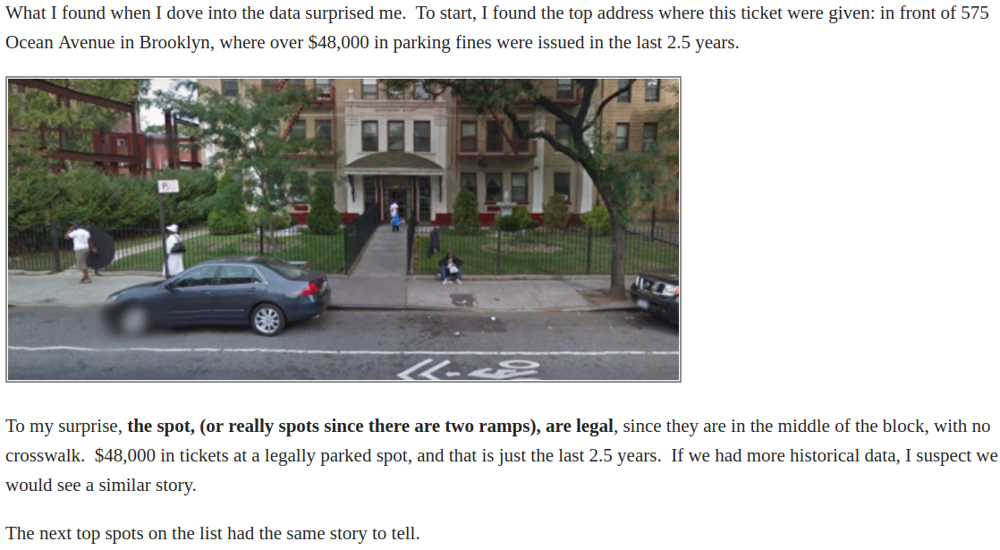 What I found when I dove into the data surprised me.  To start, I found the top address where this ticket were given: in front of 575
Ocean Avenue in Brooklyn, where over $48,000 in parking fines were issued in the last 2.5 years.
To my surprise, the spot, (or really spots since there are two ramps), are legal, since they are in the middle of the block, with no
crosswalk.  $48,000 in tickets at a legally parked spot, and that is just the last 2.5 years.  If we had more historical data, I suspect we
would see a similar story.
The next top spots on the list had the same story to tell.